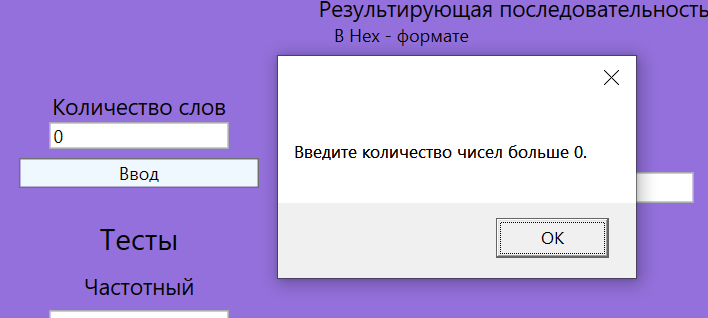 Результирующая последовательность
В Hex - формате
Количество слов
0
Ввод
Тесты
Частотный
Введите количество чисел больше 0.
OK